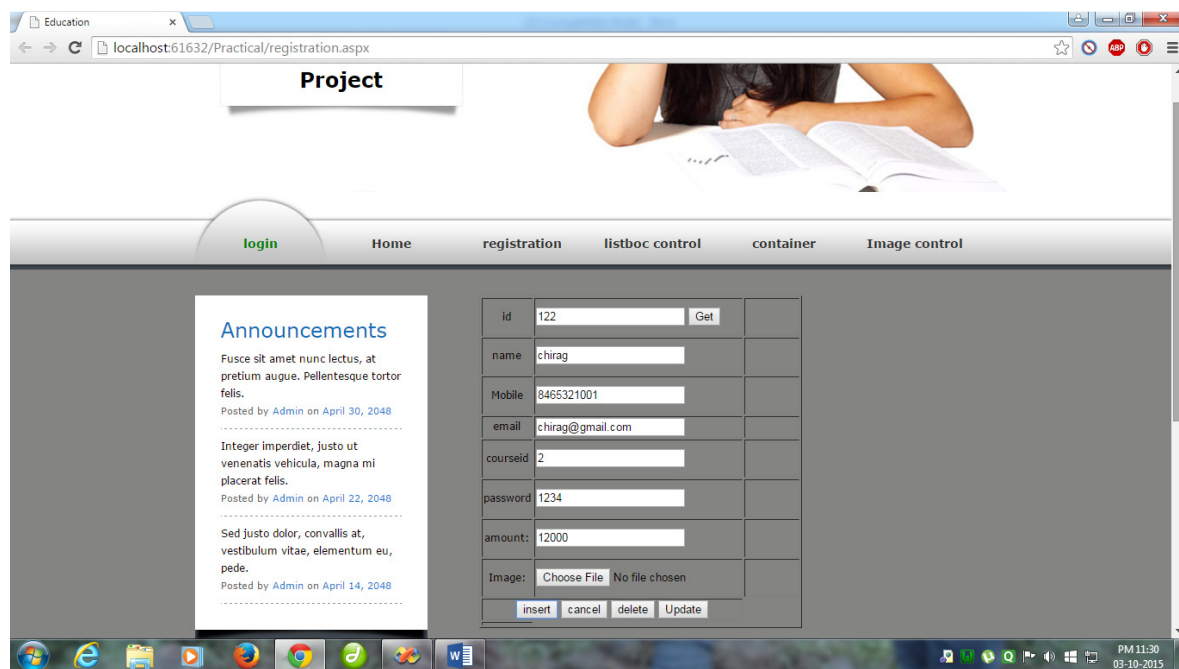 Education
localhost:61632/Practical/registration.aspx
ABP
Project
login Home registration listboc control container Image control
Announcements
Fusce sit amet nunc lectus, at
pretium augue. Pellentesque tortor
felis.
Posted by Admin on April 30, 2048
Integer imperdiet, justo ut
venenatis vehicula, magna mi
placerat felis.
Posted by Admin on April 22, 2048
Sed justo dolor, convallis at,
vestibulum vitae, elementum eu,
pede.
Posted by Admin on April 14, 2048
id 122 Get
name chirag
Mobile 8465321001
email chirag@gmail.com
courseid 2
password 1234
amount: 12000
Image: Choose File No file chosen
insert cancel delete Update
PM 11:30
03-10-2015